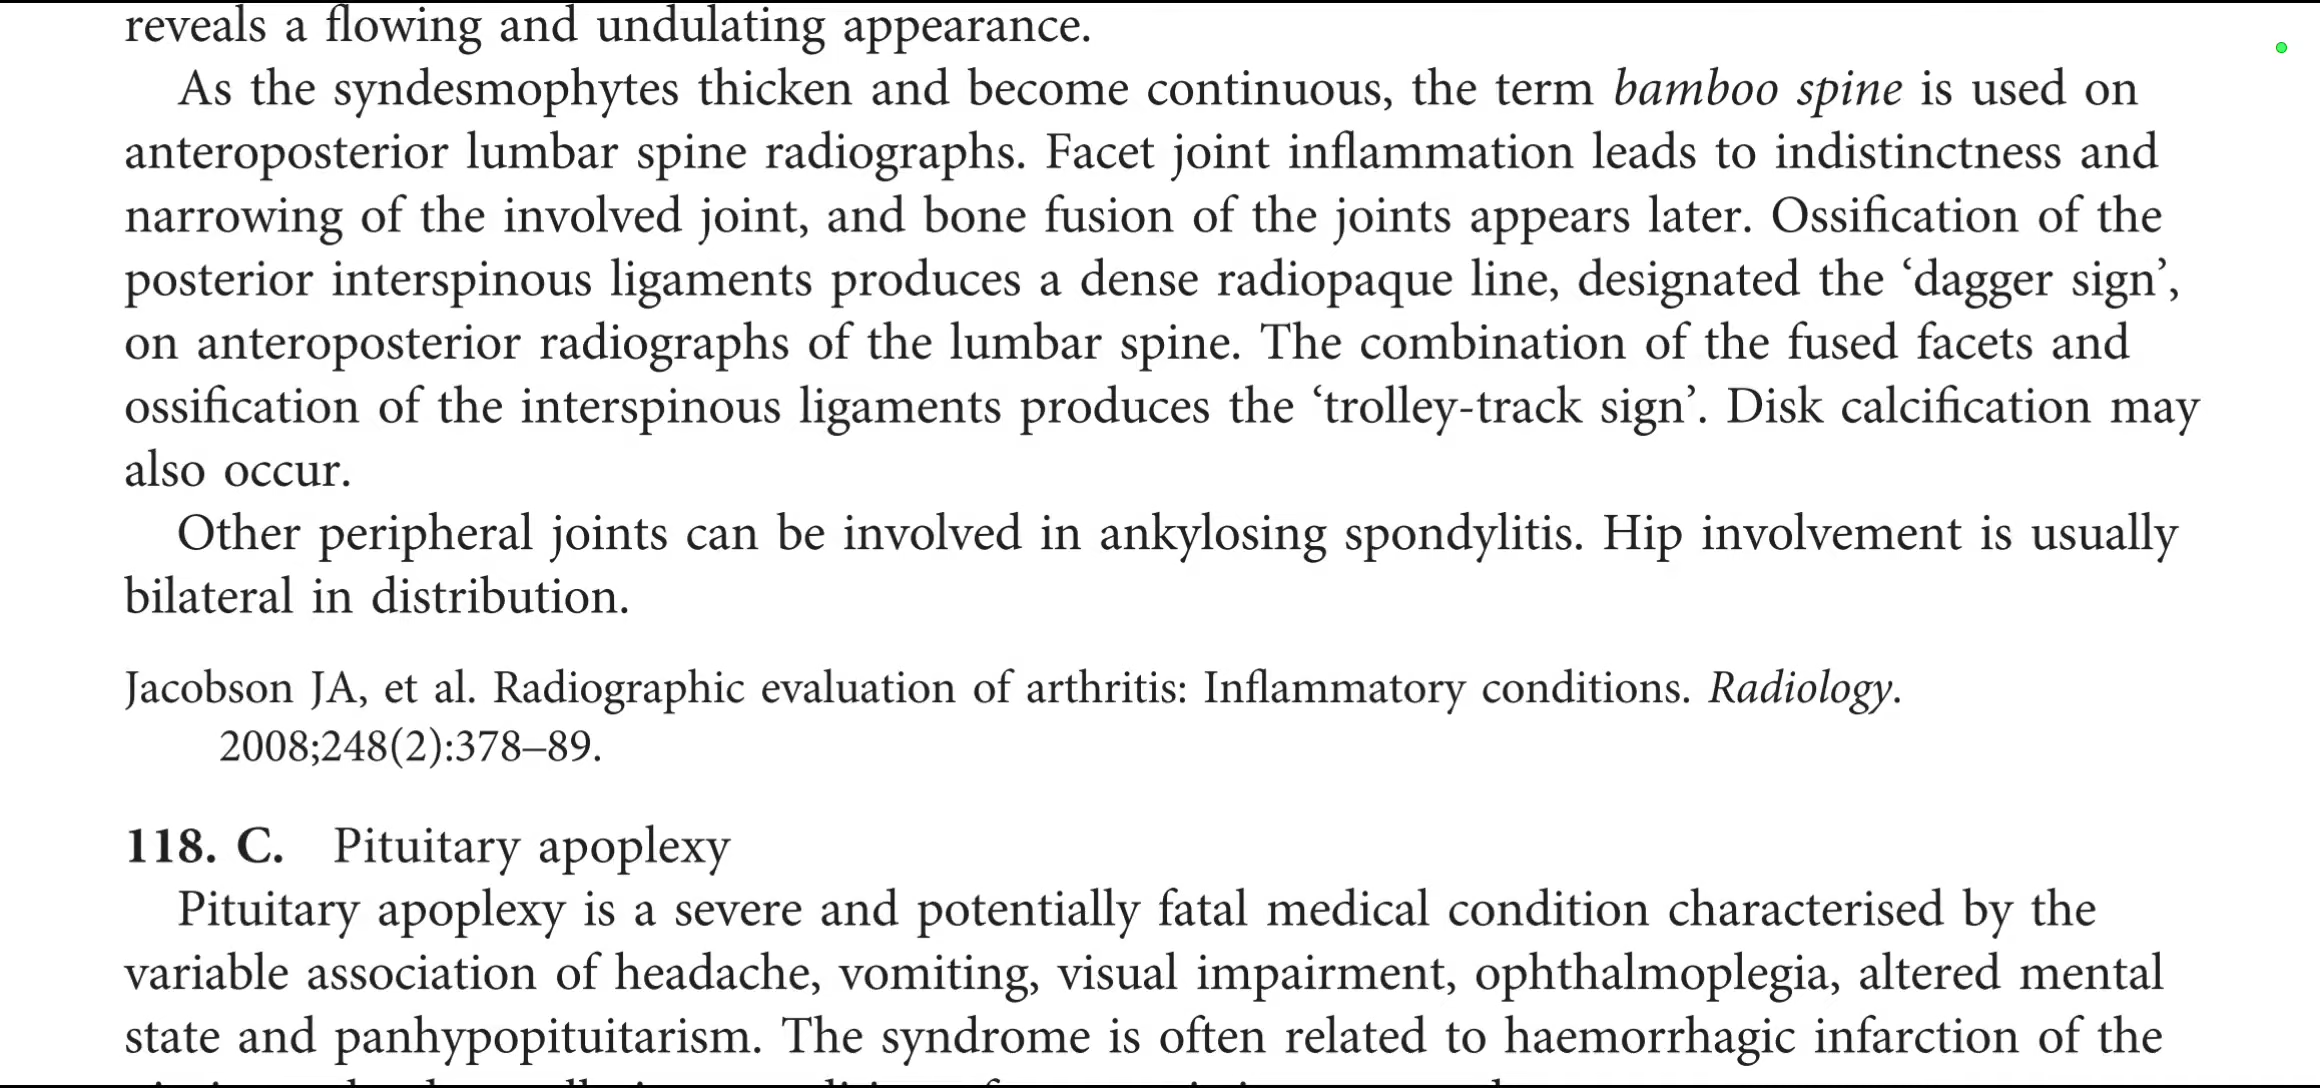 reveals a flowing and undulating appearance.
As the syndesmophytes thicken and become continuous, the term bamboo spine is used on
anteroposterior lumbar spine radiographs. Facet joint inflammation leads to indistinctness and
narrowing of the involved joint, and bone fusion of the joints appears later. Ossification of the
posterior interspinous ligaments produces a dense radiopaque line, designated the ‘dagger sign’,
on anteroposterior radiographs of the lumbar spine. The combination of the fused facets and
ossification of the interspinous ligaments produces the ‘trolley-track sign’. Disk calcification may
also occur.
Other peripheral joints can be involved in ankylosing spondylitis. Hip involvement is usually
bilateral in distribution.
Jacobson JA, et al. Radiographic evaluation of arthritis: Inflammatory conditions. Radiology.
2008;248(2):378–89.
118. C. Pituitary apoplexy
Pituitary apoplexy is a severe and potentially fatal medical condition characterised by the
variable association of headache, vomiting, visual impairment, ophthalmoplegia, altered mental
state and panhypopituitarism. The syndrome is often related to haemorrhagic infarction of the